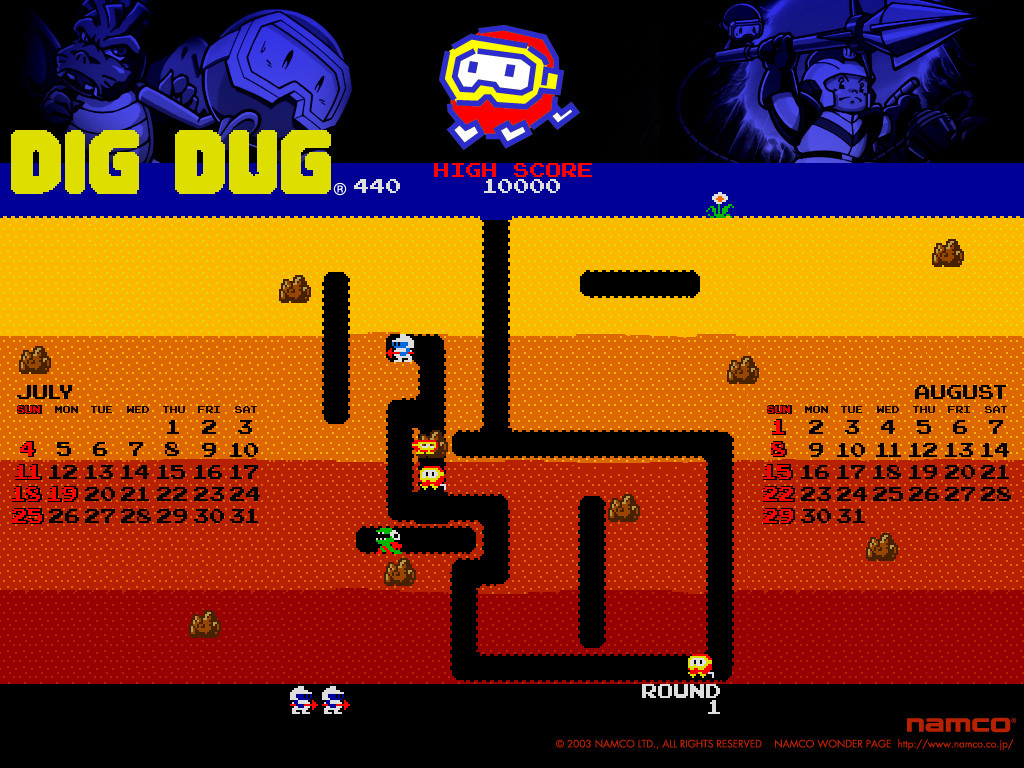 DIG DUG® 440
HIGH SCORE
10000
JULY
SUN MON TUE WED THU FRI SAT
1 2 3
4 5 6 7 8 9 10
11 12 13 14 15 16 17
18 19 20 21 22 23 24
25 26 27 28 29 30 31
AUGUST
SUN MON TUE WED THU FRI SAT
1 2 3 4 5 6 7
8 9 10 11 12 13 14
15 16 17 18 19 20 21
22 23 24 25 26 27 28
29 30 31
ROUND
1
namco®
© 2003 NAMCO LTD., ALL RIGHTS RESERVED NAMCO WONDER PAGE http://www.namco.co.jp/